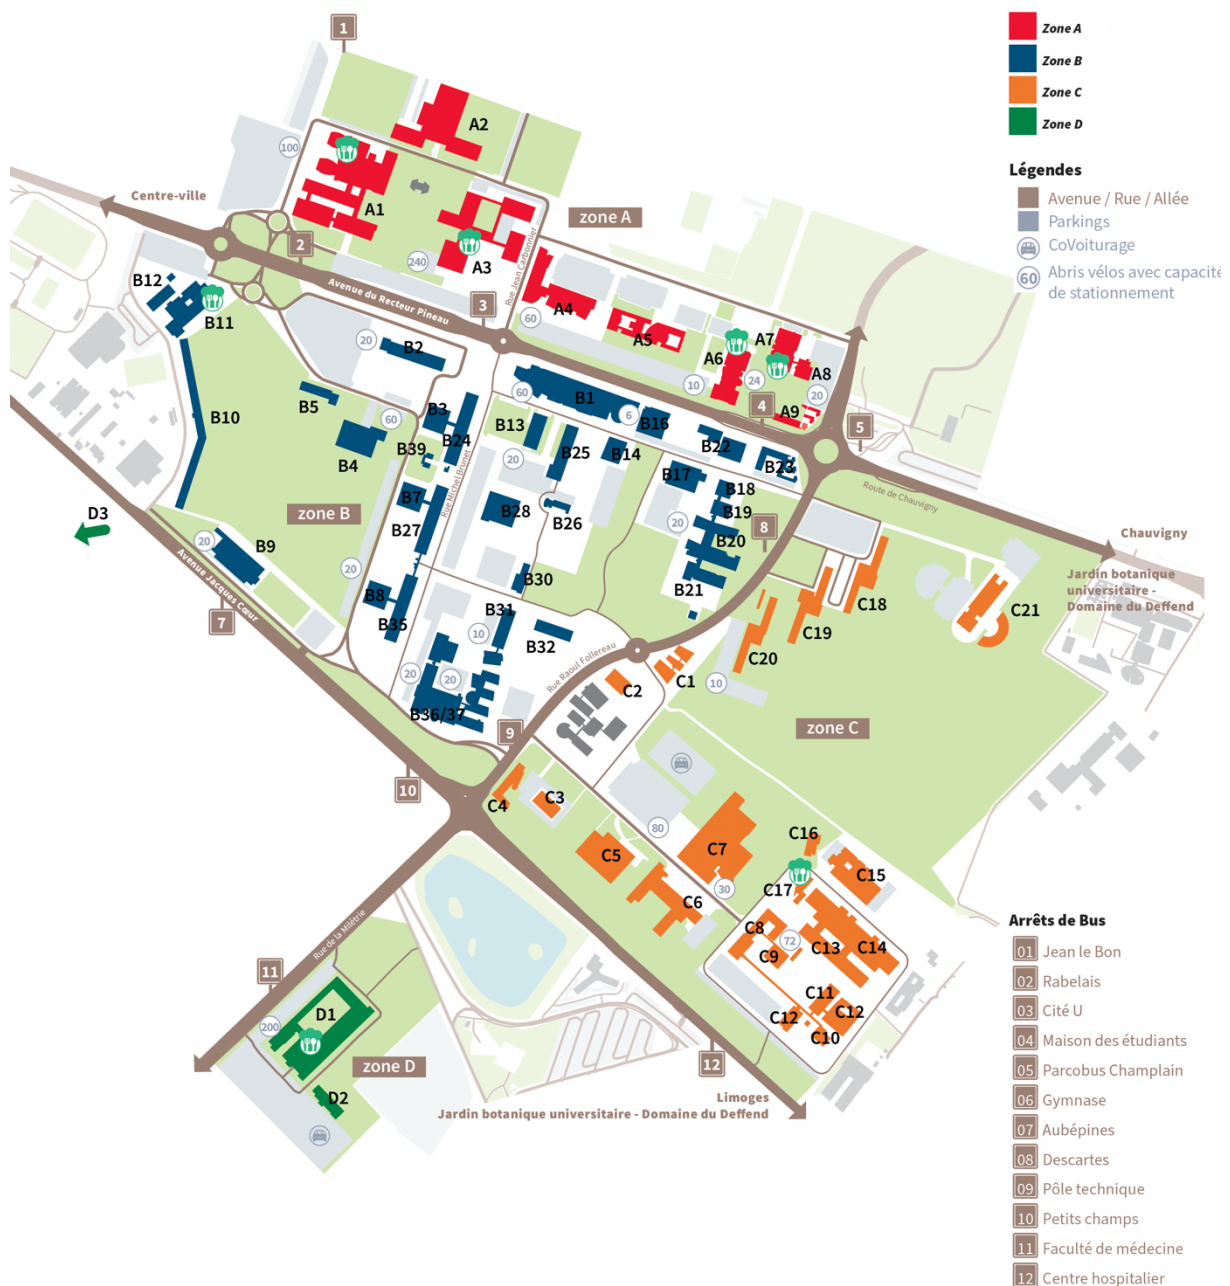 1
Zone A
Zone B
Zone C
Zone D
Légendes
Avenue / Rue / Allée
Parkings
CoVoiturage
60
Abris vélos avec capacité
de stationnement
A2
100
Centre-ville
A1
zone A
2
240
A3
Rue Jean Carbonnier
B12
B11
Avenue du Recteur Pineau
3
A4
60
A5
A7
A6
A8
20
B2
10
24
20
A9
4
5
B5
B3
60
B1
6
B16
B10
B4
60
B24
B39
B13
B25
B14
B22
B23
20
Rue Michel Brunet
B17
B18
B19
Route de Chauvigny
D3
zone B
B7
B27
B28
B26
20
8
B20
Chauvigny
20
B9
20
B30
B21
Jardin botanique
universitaire -
Domaine du Deffend
Avenue Jacques Cœur
7
B8
B35
B31
10
B32
C18
C19
C20
C21
20
20
B36/37
Rue Raoul Follereau
C2
C1
10
zone C
9
10
C4
C3
80
C5
C7
C16
C15
30
C17
C6
C8
72
C9
C13
C14
Rue de la Milétrie
11
200
D1
C11
C12
C12
C10
zone D
12
D2
Limoges
Jardin botanique universitaire - Domaine du Deffend
Arrêts de Bus
01 Jean le Bon
02 Rabelais
03 Cité U
04 Maison des étudiants
05 Parcobus Champlain
06 Gymnase
07 Aubépines
08 Descartes
09 Pôle technique
10 Petits champs
11 Faculté de médecine
12 Centre hospitalier